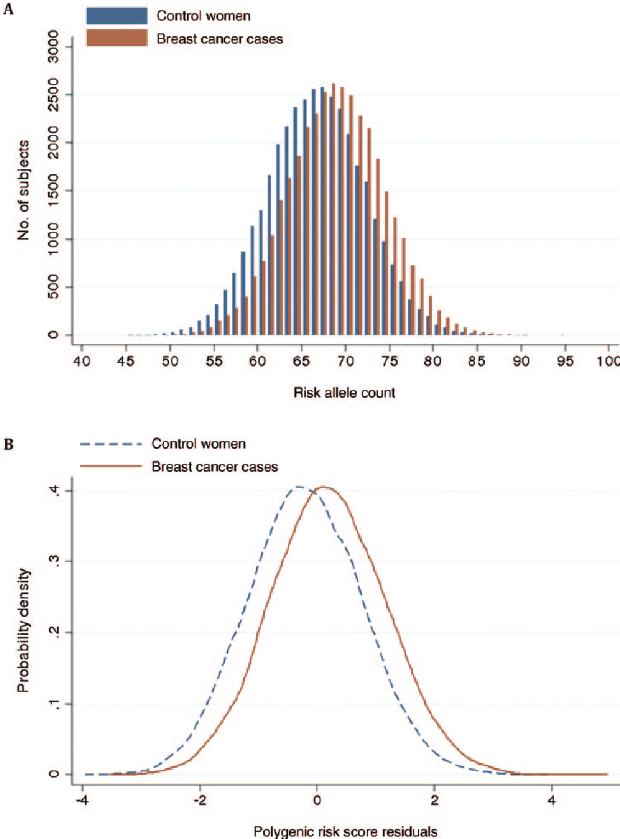 A
Control women
Breast cancer cases
3000
2500
2000
1500
1000
500
0
No. of subjects
40 45 50 55 60 65 70 75 80 85 90 95 100
Risk allele count
B
Control women
Breast cancer cases
.4
.3
.2
.1
0
Probability density
-4 -2 0 2 4
Polygenic risk score residuals